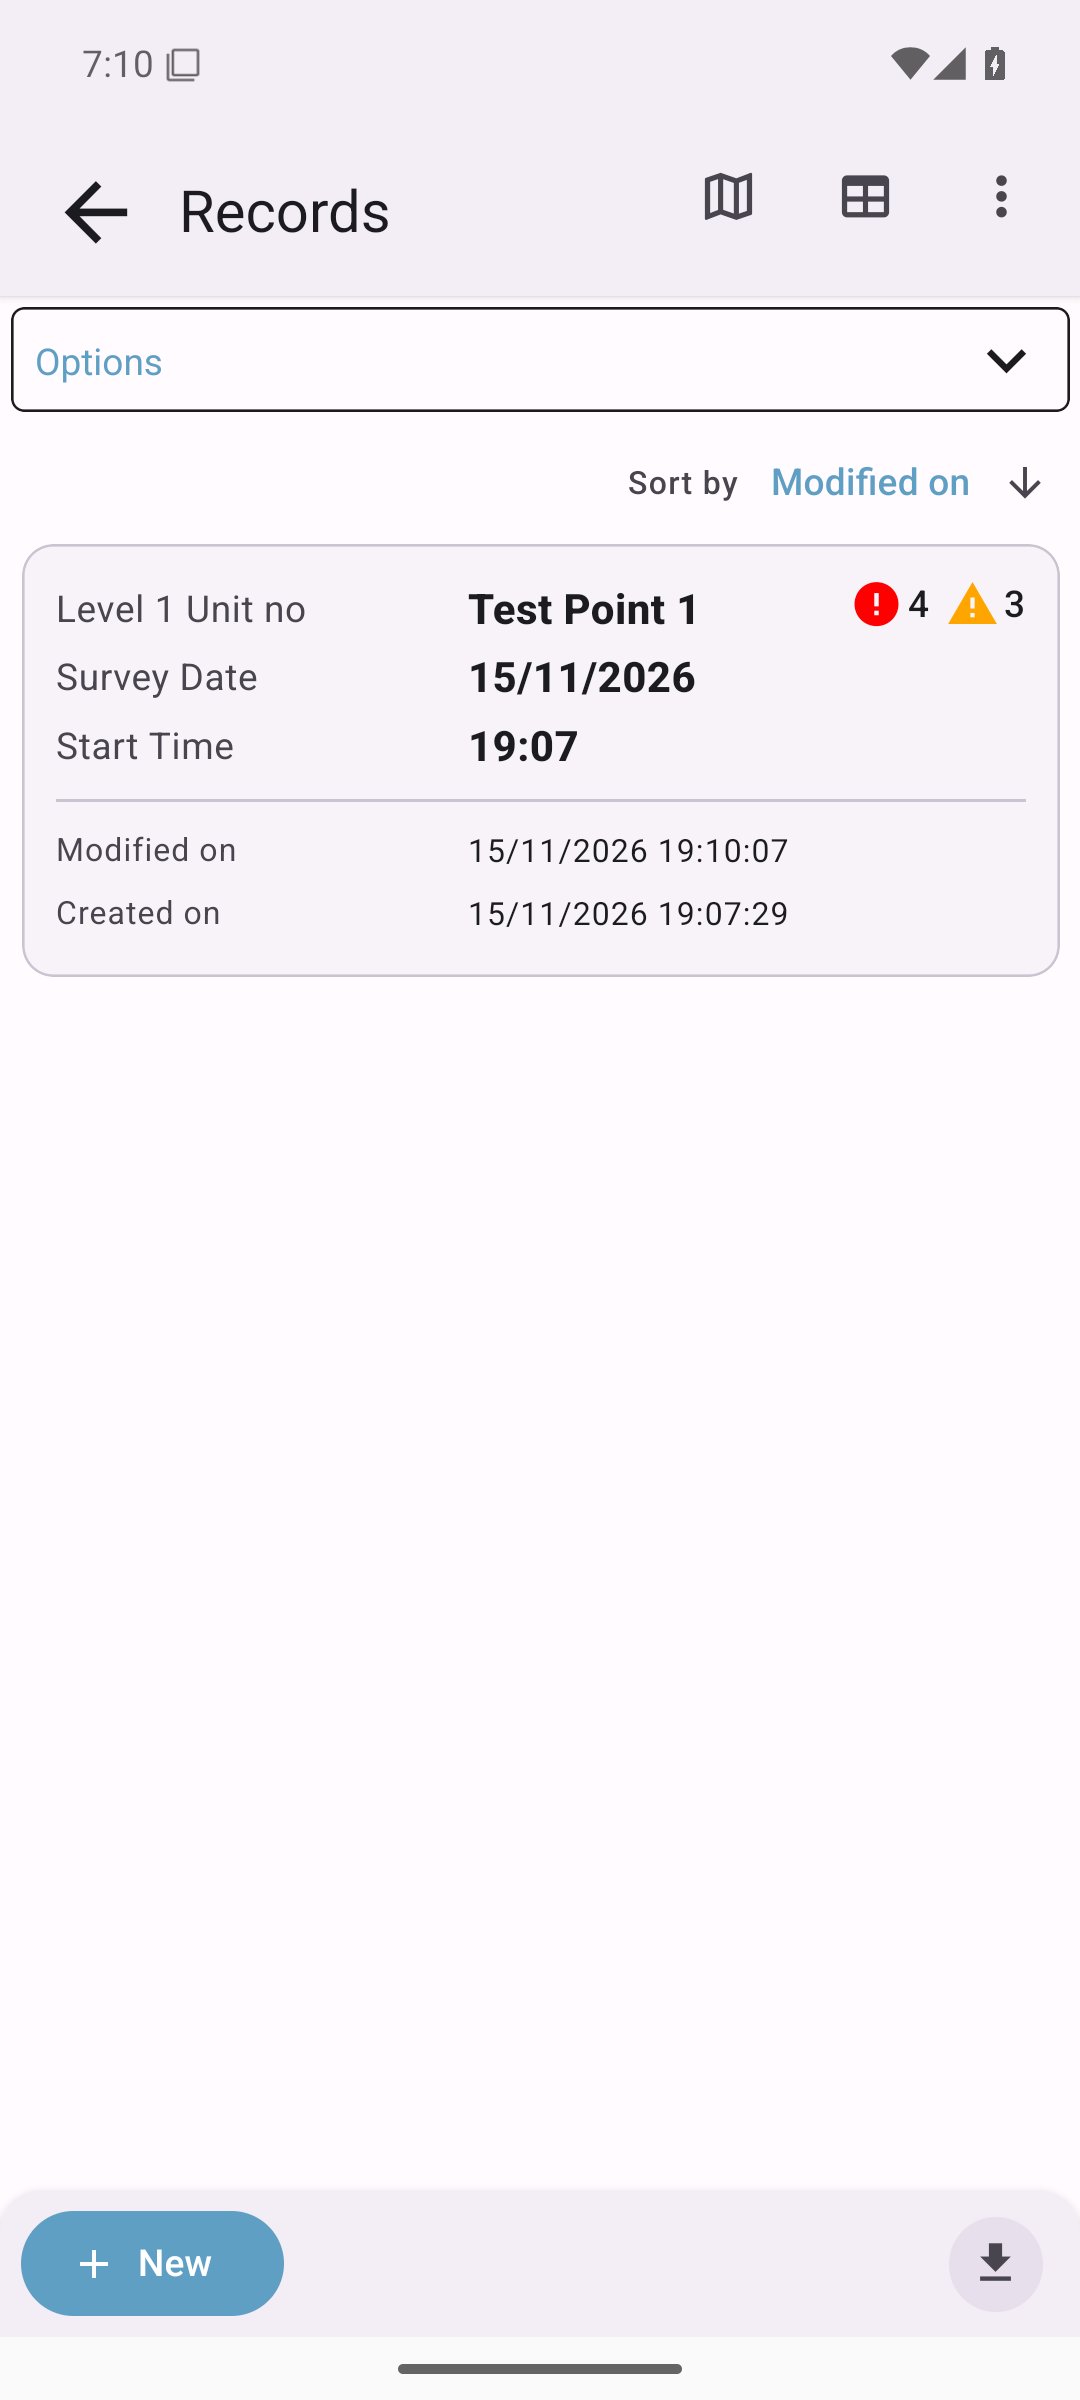 7:10
Records
Options
Sort by Modified on
Level 1 Unit no Test Point 1 4 3
Survey Date 15/11/2026
Start Time 19:07
Modified on 15/11/2026 19:10:07
Created on 15/11/2026 19:07:29
New